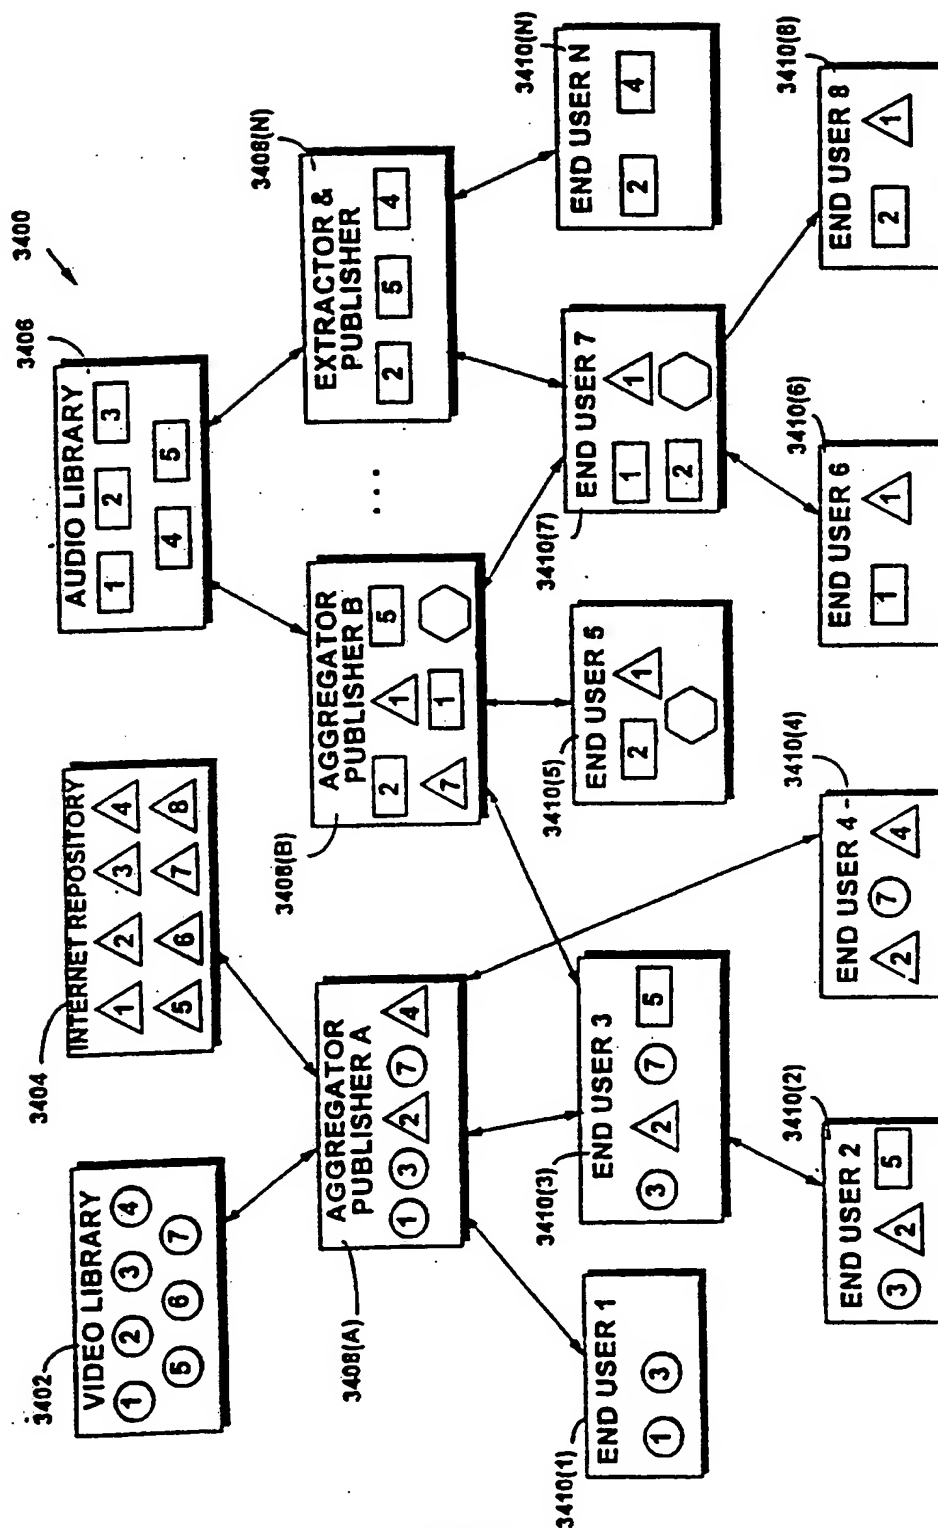 3400
3402
VIDEO LIBRARY
1 2 3 4
5 6 7
3404
INTERNET REPOSITORY
1 2 3 4
5 6 7 8
3406
AUDIO LIBRARY
1 2 3
4 5
3408(A)
AGGREGATOR
PUBLISHER A
1 3 2 7 4
3408(B)
AGGREGATOR
PUBLISHER B
2 1 5
7 1
...
3408(N)
EXTRACTOR &
PUBLISHER
2 5 4
3410(1)
END USER 1
1 3
3410(3)
END USER 3
3 2 7 5
3410(5)
END USER 5
2 1
3410(7)
END USER 7
1 1
2
3410(N)
END USER N
2 4
3410(2)
END USER 2
3 2 5
3410(4)
END USER 4
2 7 4
3410(6)
END USER 6
1 1
3410(8)
END USER 8
2 1